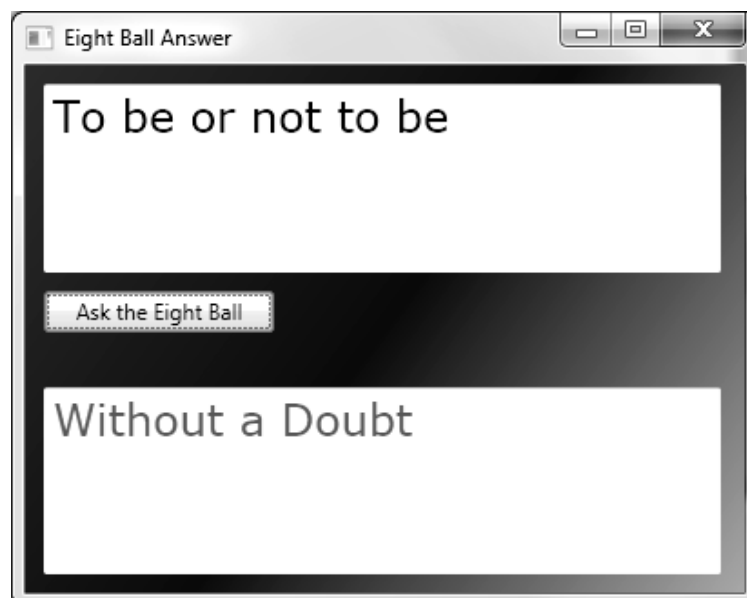 Eight Ball Answer
To be or not to be
Ask the Eight Ball
Without a Doubt